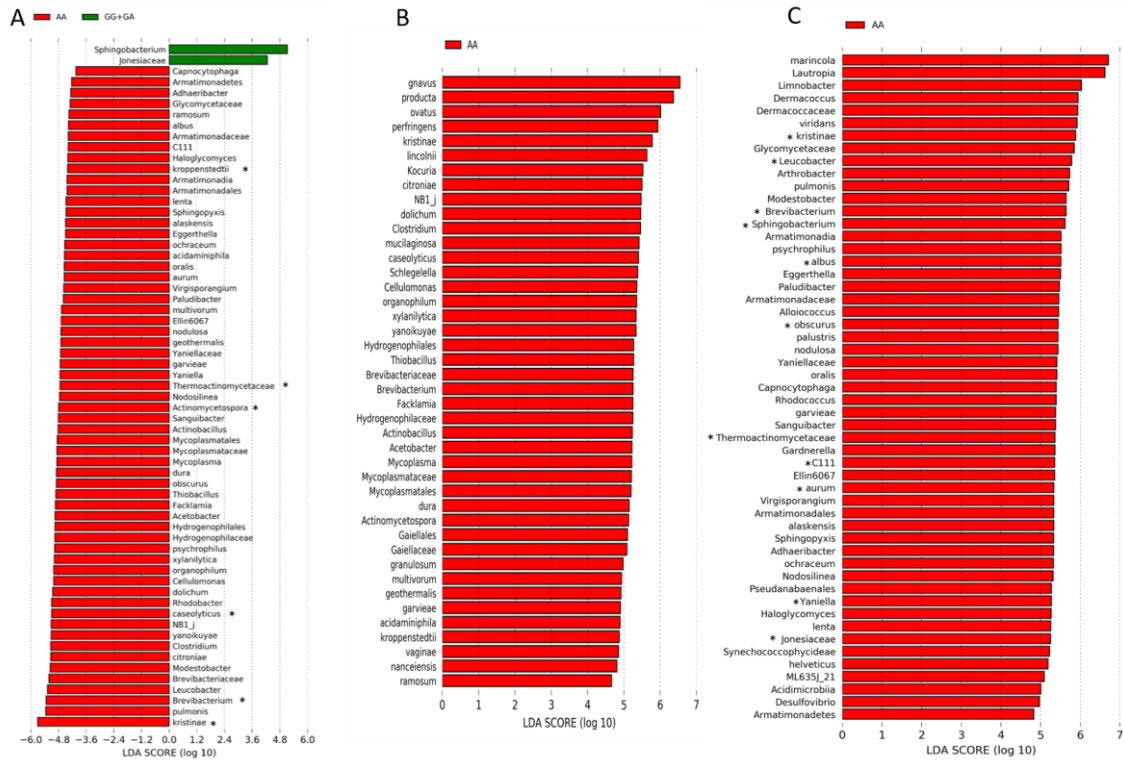 A
AA
GG+GA
Sphingobacterium
Jonesiaceae
Capnocytophaga
Armatimonadetes
Adhaeribacter
Glycomycetaceae
ramosum
albus
Armatimonadaceae
C111
Haloglycomyces
kroppenstedtii *
Armatimonadia
Armatimonadales
lenta
Sphingopyxis
alaskensis
Eggerthella
ochraceum
acidaminiphila
oralis
aurum
Virgisporangium
Paludibacter
multivorum
Ellin6067
nodulosa
geothermalis
Yaniellaceae
garvieae
Yaniella
Thermoactinomycetaceae *
Nodosilinea
Actinomycetospora *
Sanguibacter
Actinobacillus
Mycoplasmatales
Mycoplasmataceae
Mycoplasma
dura
obscurus
Thiobacillus
Facklamia
Acetobacter
Hydrogenophilales
Hydrogenophilaceae
psychrophilus
xylanilytica
organophilum
Cellulomonas
dolichum
Rhodobacter
caseolyticus *
NB1_j
yanoikuyae
Clostridium
citroniae
Modestobacter
Brevibacteriaceae
Leucobacter
Brevibacterium *
pulmonis
kristinae *
−6.0 −4.8 −3.6 −2.4 −1.2 0.0 1.2 2.4 3.6 4.8 6.0
LDA SCORE (log 10)
B
AA
gnavus
producta
ovatus
perfringens
kristinae
lincolnii
Kocuria
citroniae
NB1_j
dolichum
Clostridium
mucilaginosa
caseolyticus
Schlegelella
Cellulomonas
organophilum
xylanilytica
yanoikuyae
Hydrogenophilales
Thiobacillus
Brevibacteriaceae
Brevibacterium
Facklamia
Hydrogenophilaceae
Actinobacillus
Acetobacter
Mycoplasma
Mycoplasmataceae
Mycoplasmatales
dura
Actinomycetospora
Gaiellales
Gaiellaceae
granulosum
multivorum
geothermalis
garvieae
acidaminiphila
kroppenstedtii
vaginae
nanceiensis
ramosum
0 1 2 3 4 5 6 7
LDA SCORE (log 10)
C
AA
marincola
Lautropia
Limnobacter
Dermacoccus
Dermacoccaceae
viridans
* kristinae
Glycomycetaceae
* Leucobacter
Arthrobacter
pulmonis
Modestobacter
* Brevibacterium
* Sphingobacterium
Armatimonadia
psychrophilus
* albus
Eggerthella
Paludibacter
Armatimonadaceae
Alloiococcus
* obscurus
palustris
nodulosa
Yaniellaceae
oralis
Capnocytophaga
Rhodococcus
garvieae
Sanguibacter
* Thermoactinomycetaceae
Gardnerella
* C111
Ellin6067
* aurum
Virgisporangium
Armatimonadales
alaskensis
Sphingopyxis
Adhaeribacter
ochraceum
Nodosilinea
Pseudanabaenales
* Yaniella
Haloglycomyces
lenta
* Jonesiaceae
Synechococcophycideae
helveticus
ML635J_21
Acidimicrobiia
Desulfovibrio
Armatimonadetes
0 1 2 3 4 5 6 7
LDA SCORE (log 10)